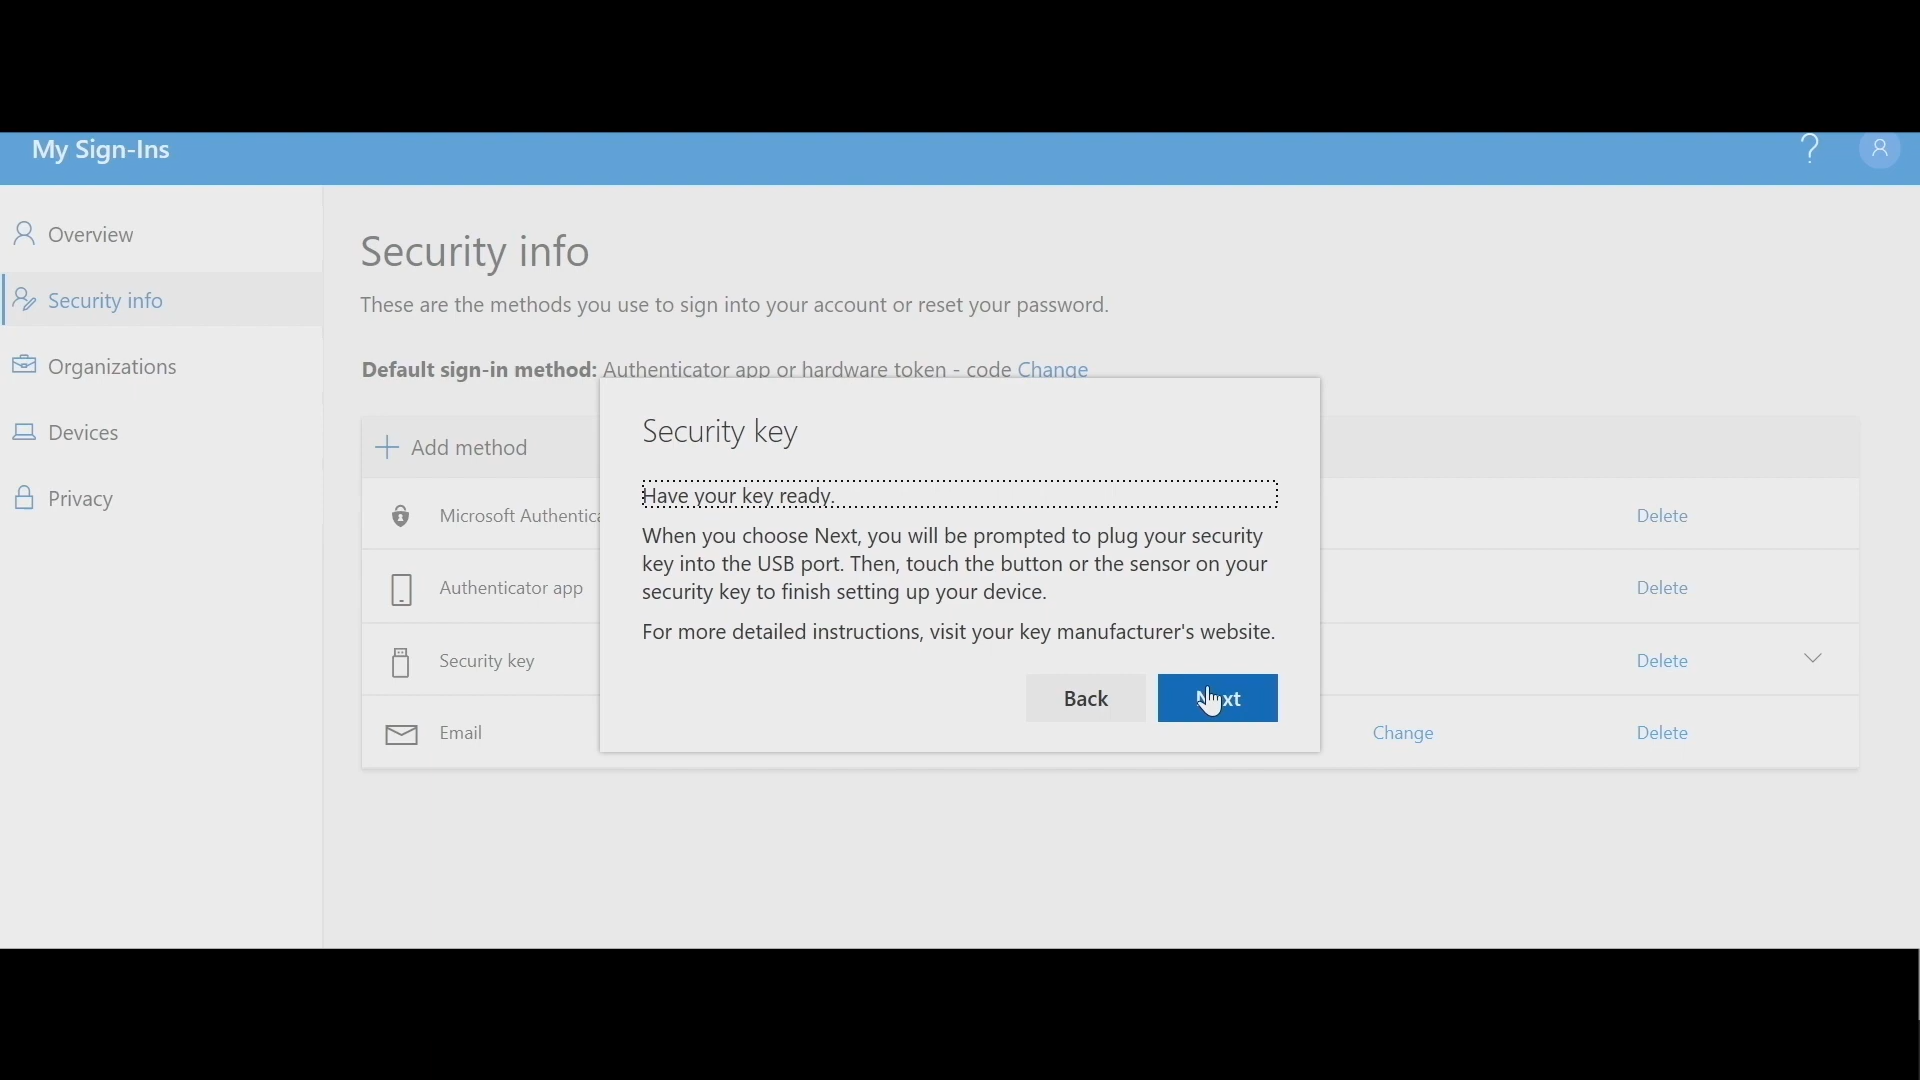 My Sign-Ins
?
Overview
Security info
Organizations
Devices
Privacy
Security info
These are the methods you use to sign into your account or reset your password.
Default sign-in method: Authenticator app or hardware token - code Change
Add method
Microsoft Authentica
Delete
Authenticator app
Delete
Security key
Delete
Email
Change
Delete
Security key
Have your key ready.
When you choose Next, you will be prompted to plug your security
key into the USB port. Then, touch the button or the sensor on your
security key to finish setting up your device.
For more detailed instructions, visit your key manufacturer's website.
Back
Next